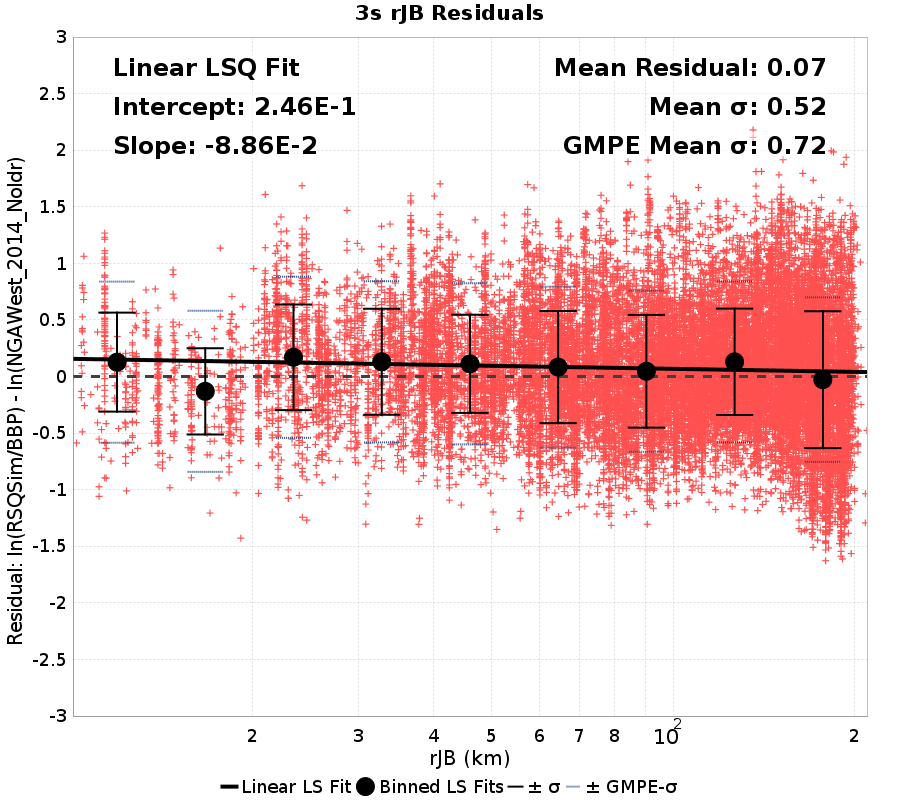 3s rJB Residuals
Linear LSQ Fit
Intercept: 2.46E-1
Slope: -8.86E-2
Mean Residual: 0.07
Mean σ: 0.52
GMPE Mean σ: 0.72
Residual: ln(RSQSim/BBP) - ln(NGAWest_2014_NoIdr)
3
2.5
2
1.5
1
0.5
0
-0.5
-1
-1.5
-2
-2.5
-3
2 3 4 5 6 7 8 10² 2
rJB (km)
Linear LS Fit Binned LS Fits ± σ ± GMPE-σ